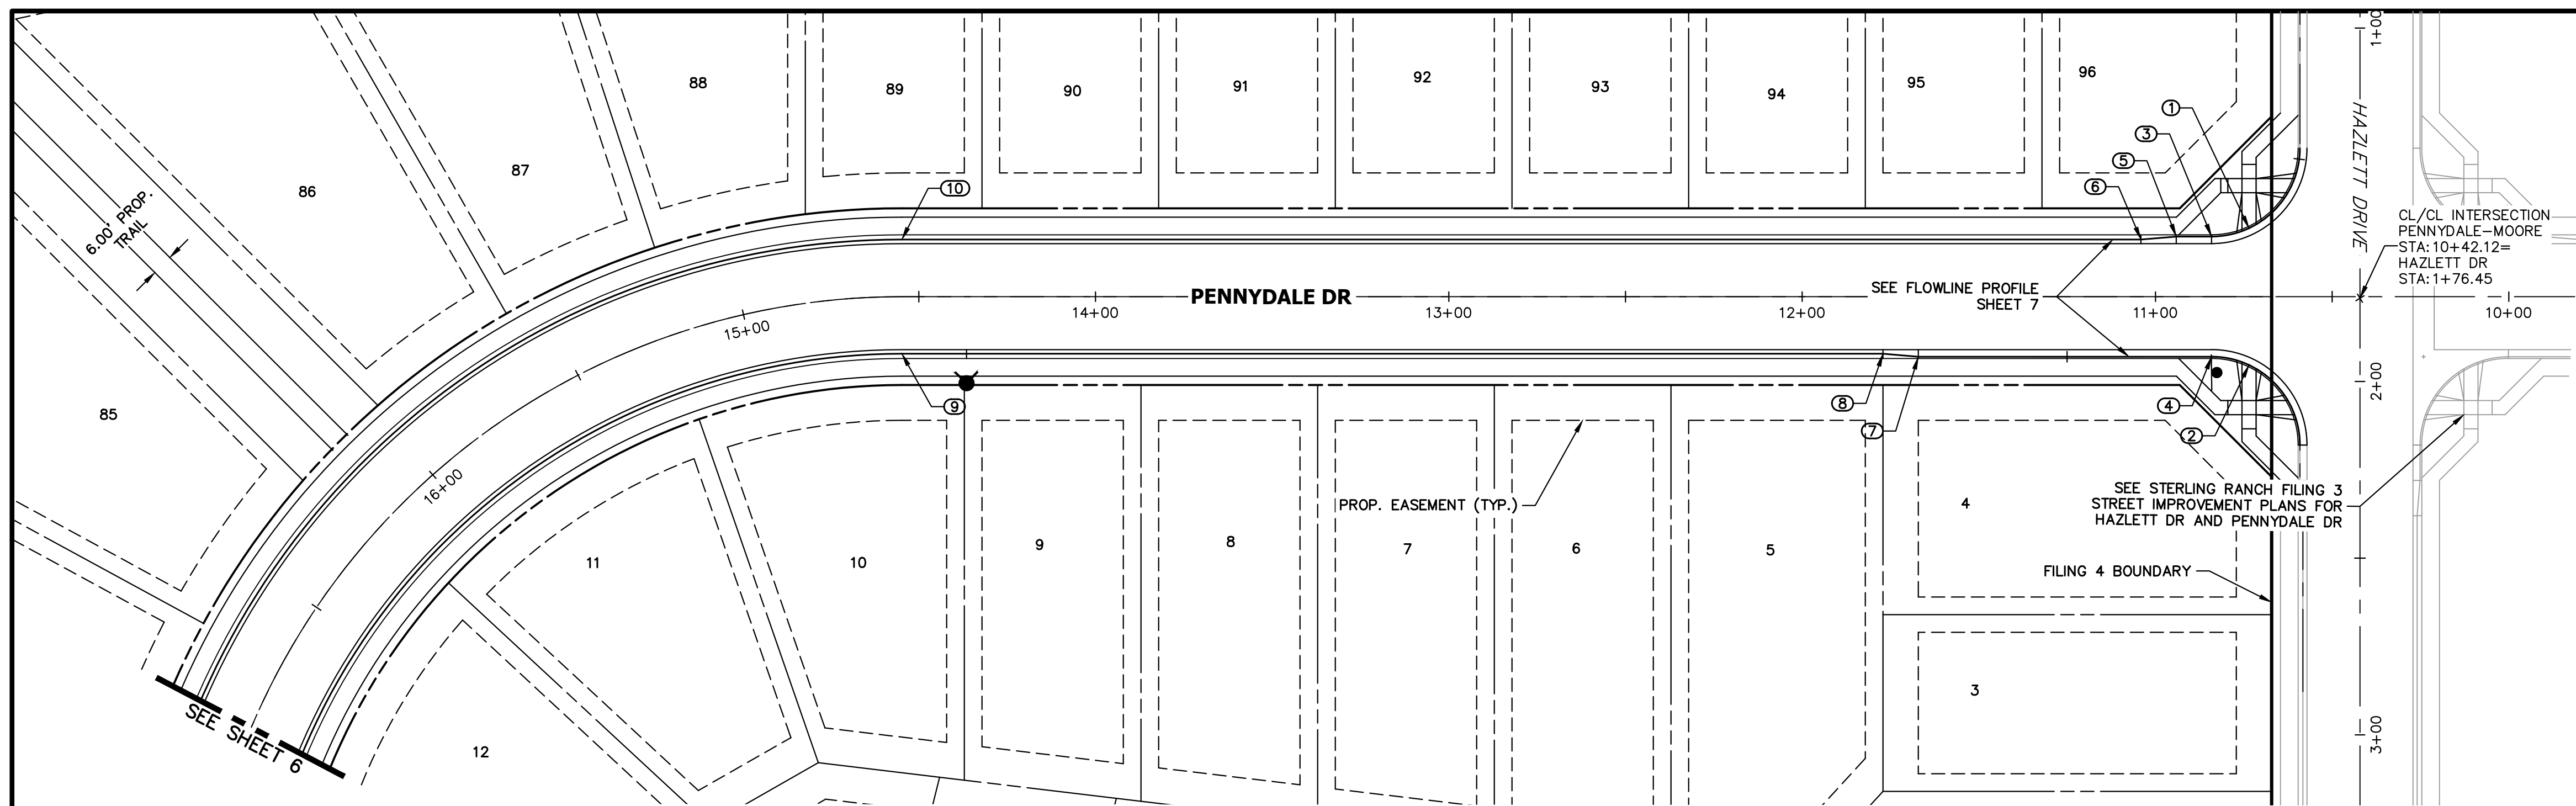 1+00
96
95
94
93
92
91
90
89
88
87
86
85
1
3
5
6
10
HAZLETT DRIVE
6.00' PROP.
TRAIL
CL/CL INTERSECTION
PENNYDALE-MOORE
STA: 10+42.12=
HAZLETT DR
STA: 1+76.45
SEE FLOWLINE PROFILE
SHEET 7
PENNYDALE DR
10+00
11+00
12+00
13+00
14+00
15+00
16+00
2+00
9
8
7
4
2
PROP. EASEMENT (TYP.)
SEE STERLING RANCH FILING 3
STREET IMPROVEMENT PLANS FOR
HAZLETT DR AND PENNYDALE DR
FILING 4 BOUNDARY
4
5
6
7
8
9
10
11
12
3
3+00
SEE SHEET 6